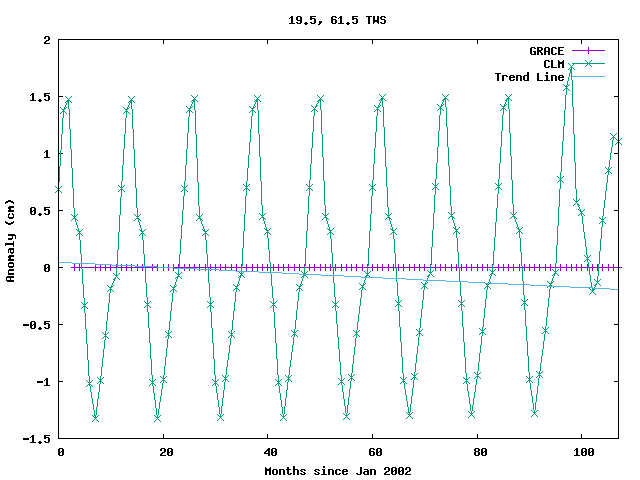 19.5, 61.5 TWS
GRACE
CLM
Trend Line
2
1.5
1
0.5
0
-0.5
-1
-1.5
Anomaly (cm)
0 20 40 60 80 100
Months since Jan 2002